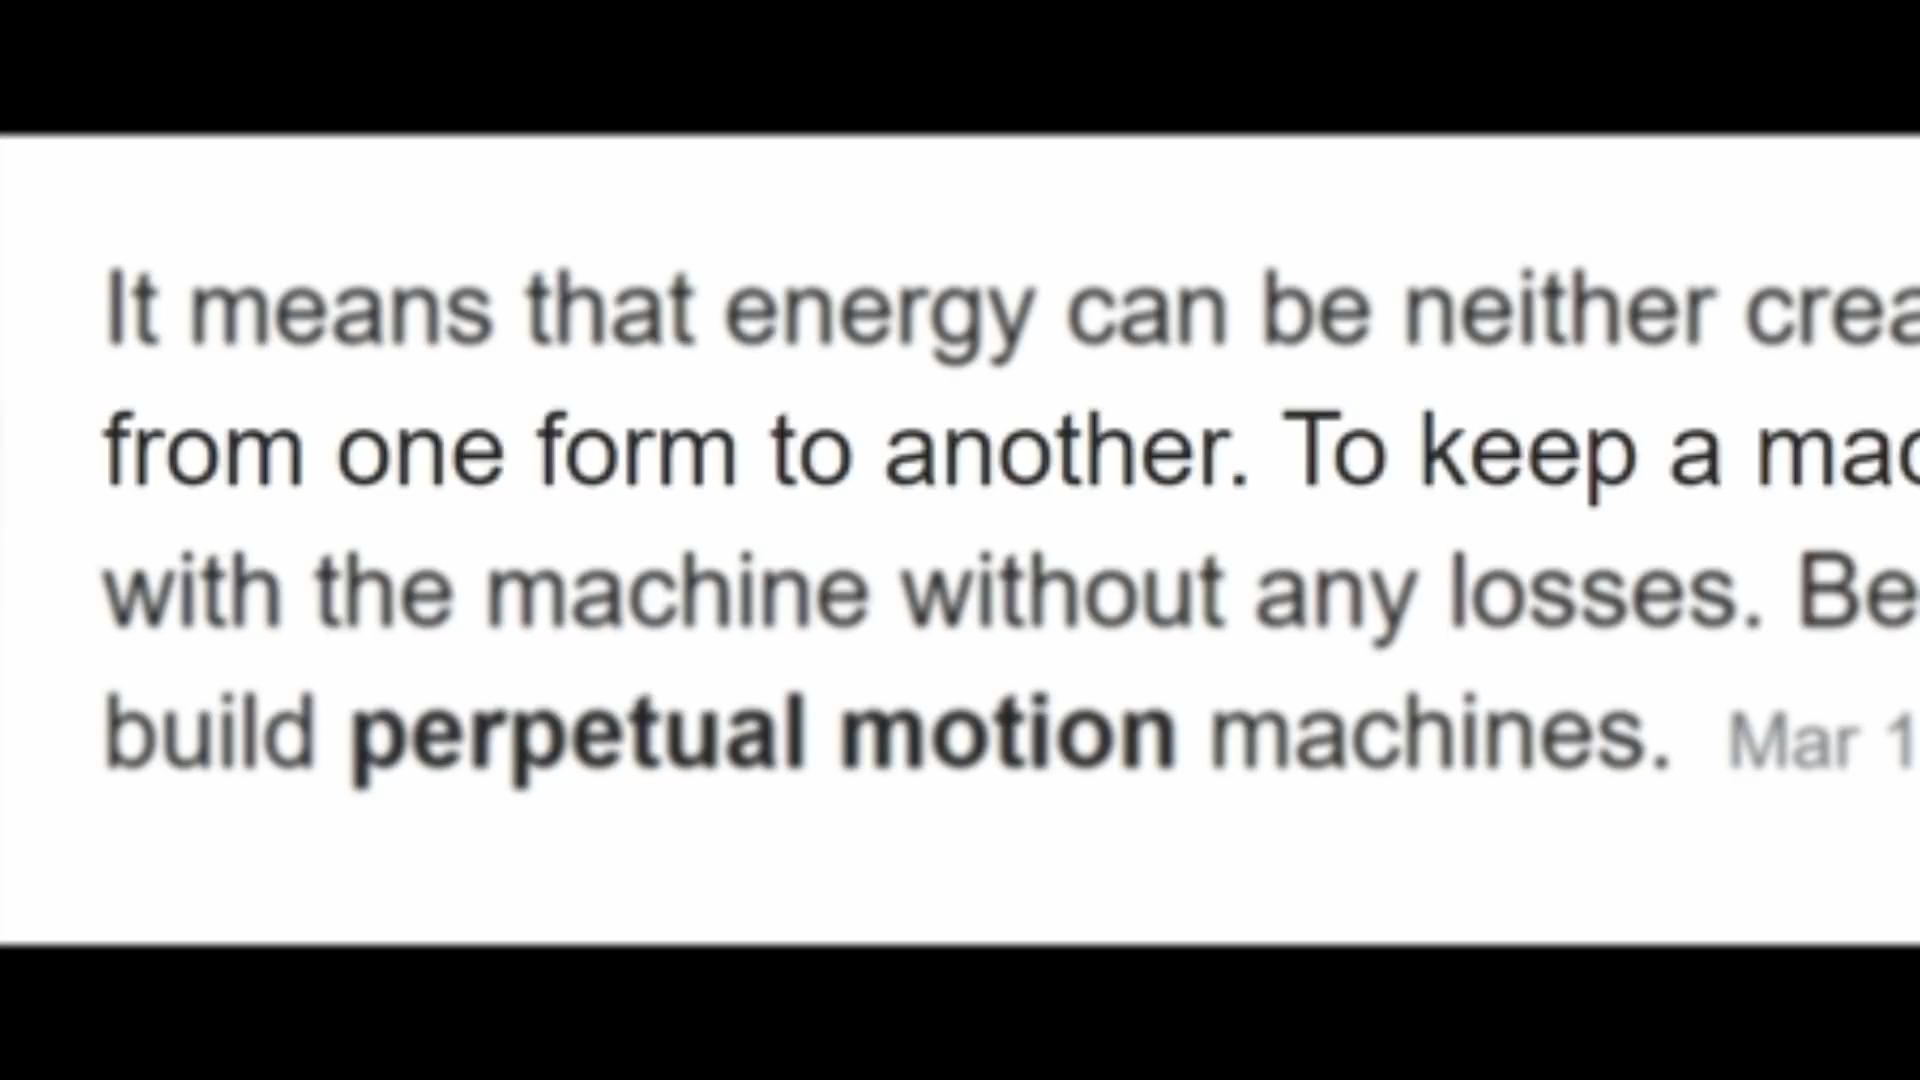 It means that energy can be neither crea
from one form to another. To keep a mac
with the machine without any losses. Be
build perpetual motion machines. Mar 1